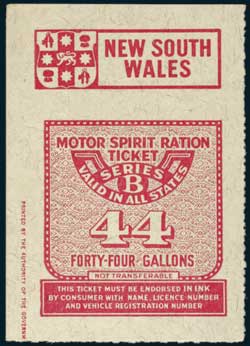 NEW SOUTH
WALES
MOTOR SPIRIT RATION
TICKET
SERIES
B
VALID IN ALL STATES
44
FORTY-FOUR GALLONS
NOT TRANSFERABLE
THIS TICKET MUST BE ENDORSED IN INK
BY CONSUMER WITH NAME, LICENCE NUMBER
AND VEHICLE REGISTRATION NUMBER
PRINTED BY THE AUTHORITY OF THE GOVERNM